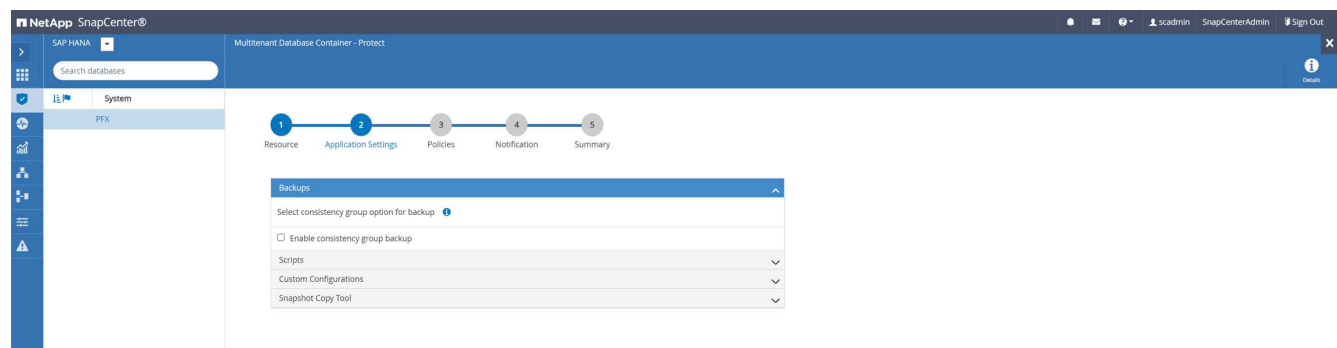 NetApp SnapCenter®
scadmin SnapCenterAdmin Sign Out
SAP HANA
Multitenant Database Container - Protect
Search databases
Details
System
PFX
1 2 3 4 5
Resource Application Settings Policies Notification Summary
Backups
Select consistency group option for backup
Enable consistency group backup
Scripts
Custom Configurations
Snapshot Copy Tool